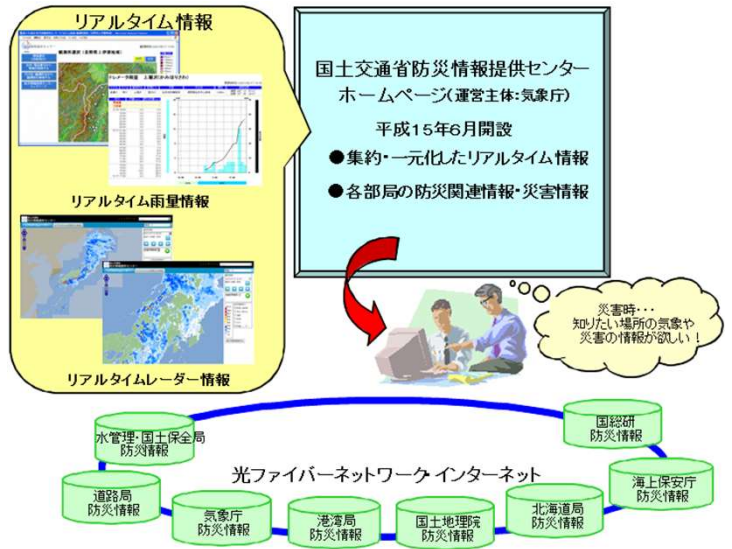 リアルタイム情報
リアルタイム雨量情報
リアルタイムレーダー情報
国土交通省防災情報提供センター
ホームページ(運営主体:気象庁)
平成15年6月開設
●集約・一元化したリアルタイム情報
●各部局の防災関連情報・災害情報
災害時・・・
知りたい場所の気象や
災害の情報が欲しい!
水管理・国土保全局
防災情報
国総研
防災情報
光ファイバーネットワーク・インターネット
道路局
防災情報
気象庁
防災情報
港湾局
防災情報
国土地理院
防災情報
北海道局
防災情報
海上保安庁
防災情報